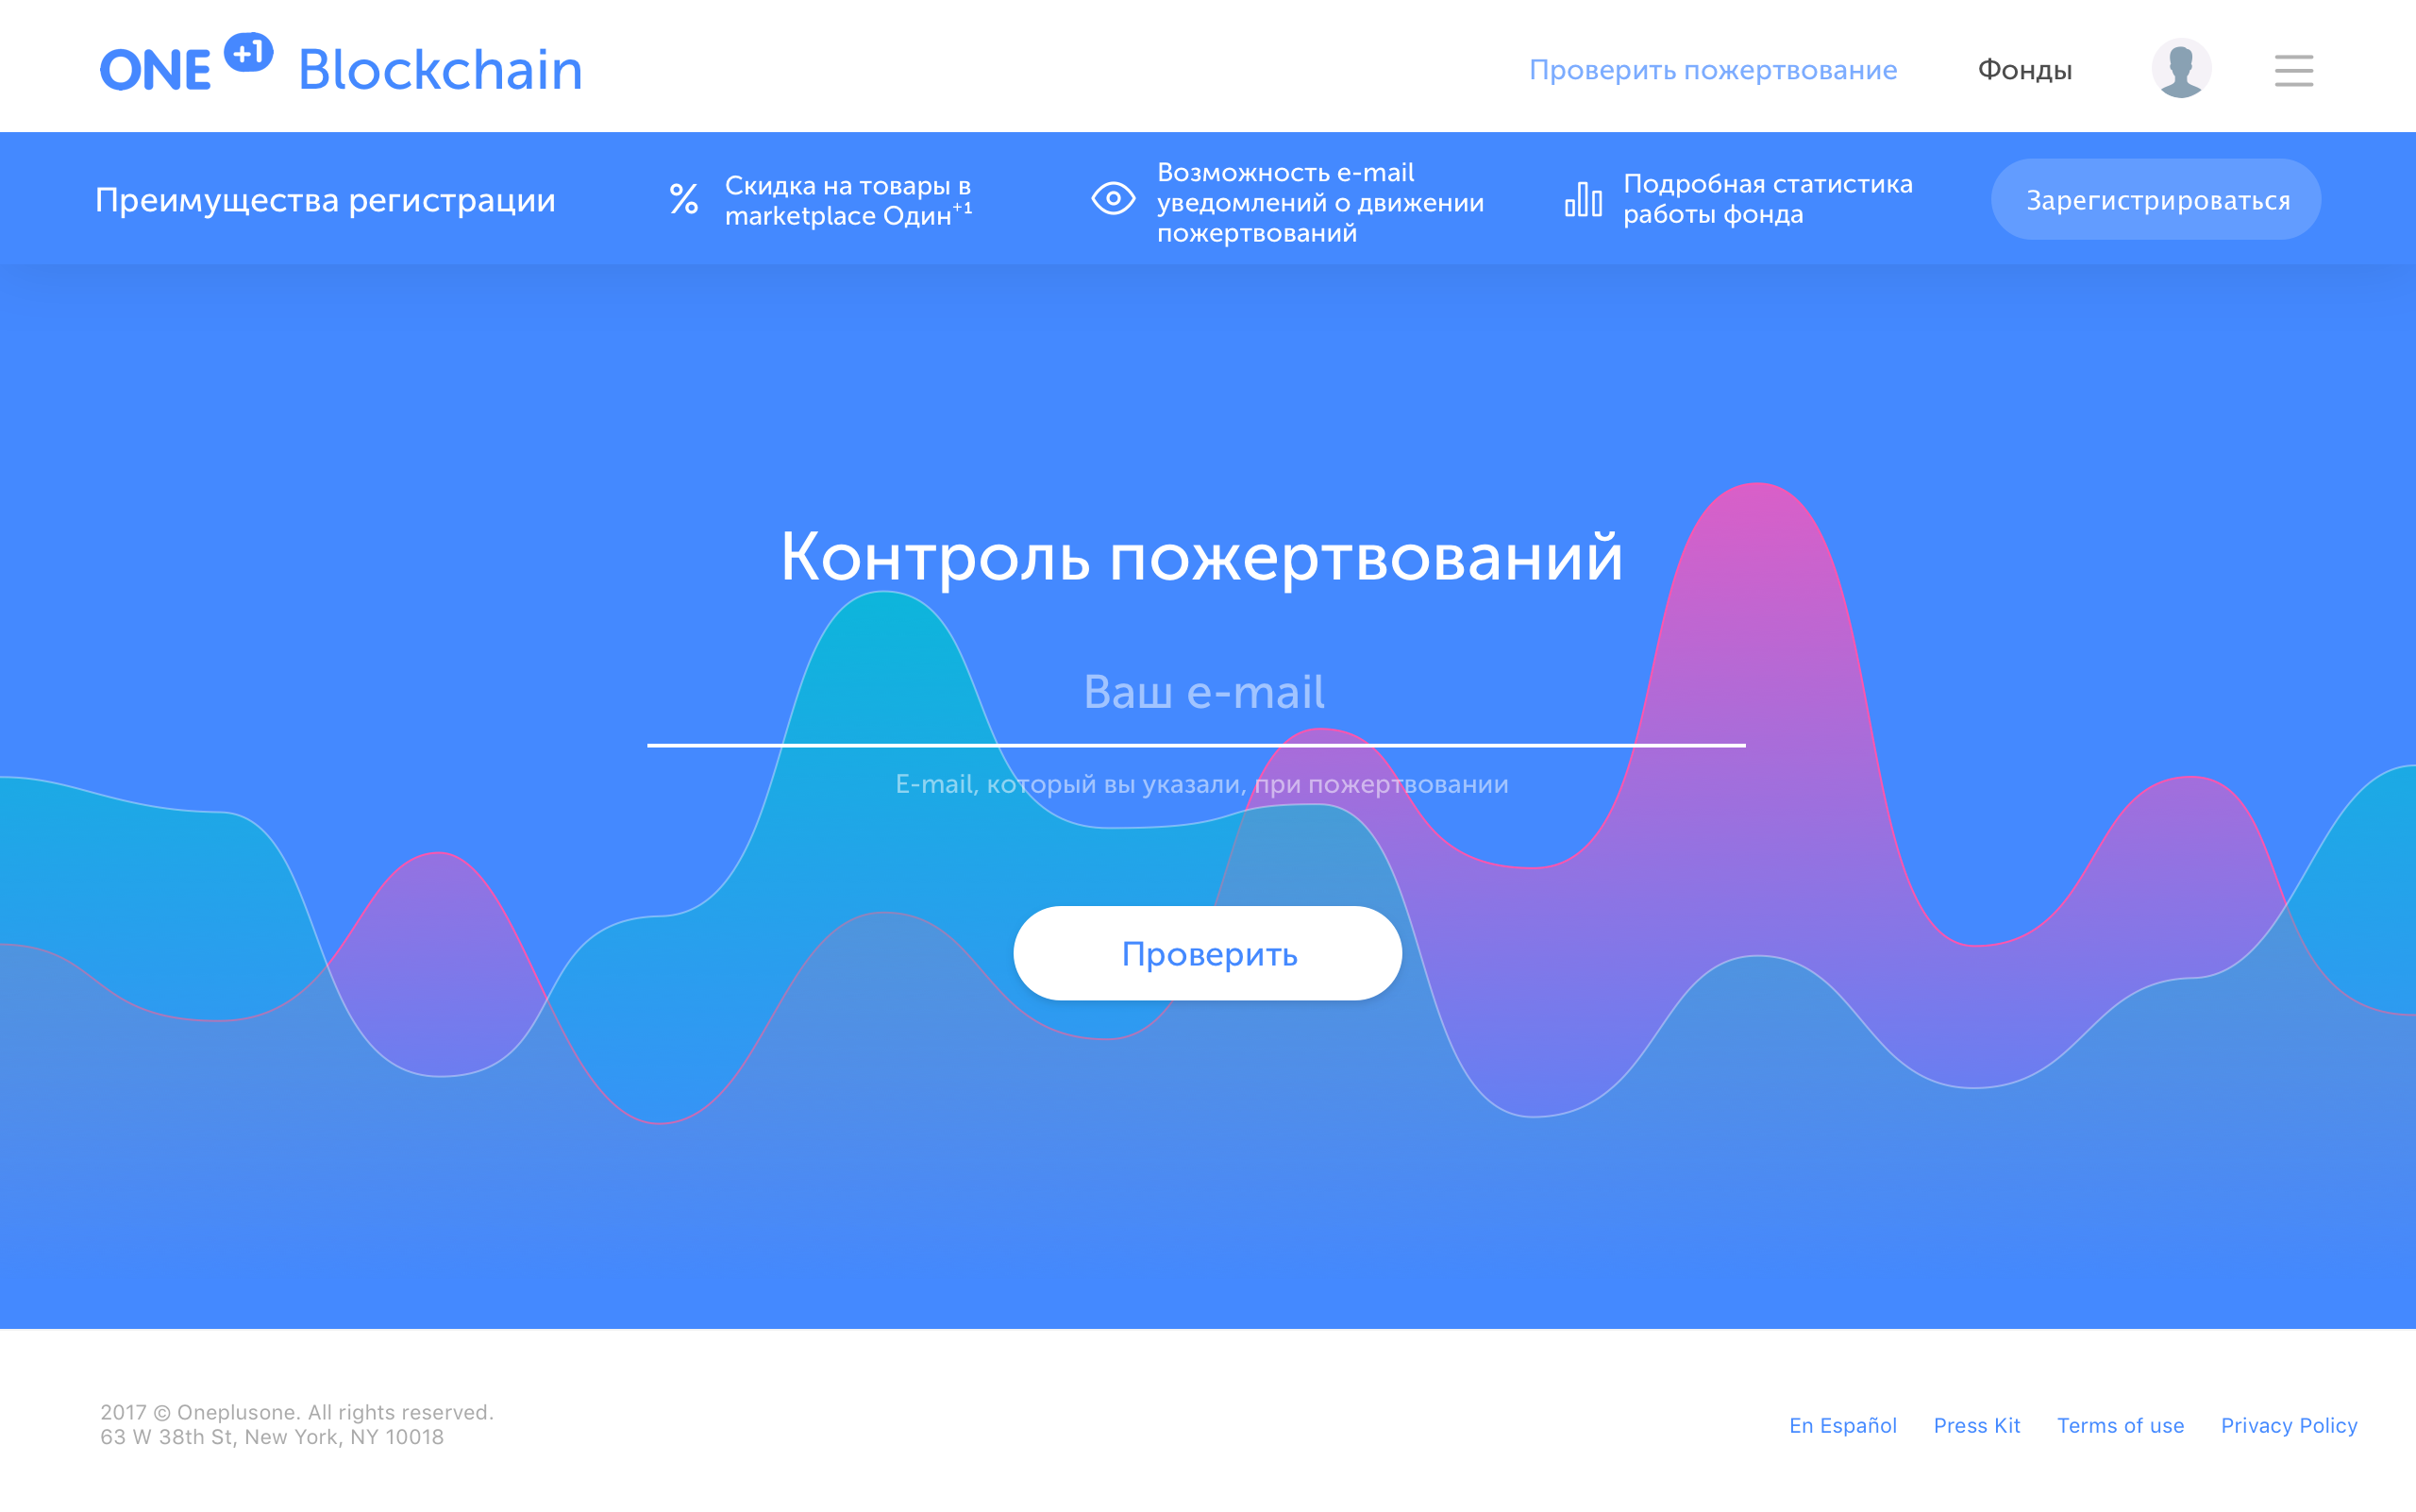 ONE +1 Blockchain
Проверить пожертвование
Фонды
Преимущества регистрации
Скидка на товары в
marketplace Один+1
Возможность e-mail
уведомлений о движении
пожертвований
Подробная статистика
работы фонда
Зарегистрироваться
Контроль пожертвований
Ваш e-mail
E-mail, который вы указали, при пожертвовании
Проверить
2017 © Oneplusone. All rights reserved.
63 W 38th St, New York, NY 10018
En Español
Press Kit
Terms of use
Privacy Policy